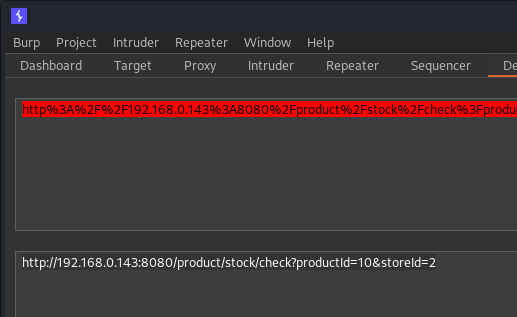 Burp Project Intruder Repeater Window Help
Dashboard Target Proxy Intruder Repeater Sequencer De
http%3A%2F%2F192.168.0.143%3A8080%2Fproduct%2Fstock%2Fcheck%3Fprodu
http://192.168.0.143:8080/product/stock/check?productId=10&storeId=2